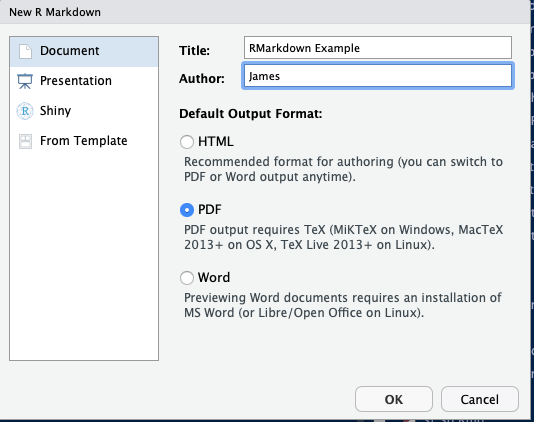 New R Markdown
Document
Presentation
Shiny
From Template
Title: RMarkdown Example
Author: James
Default Output Format:
HTML
Recommended format for authoring (you can switch to
PDF or Word output anytime).
PDF
PDF output requires TeX (MiKTeX on Windows, MacTeX
2013+ on OS X, TeX Live 2013+ on Linux).
Word
Previewing Word documents requires an installation of
MS Word (or Libre/Open Office on Linux).
OK Cancel